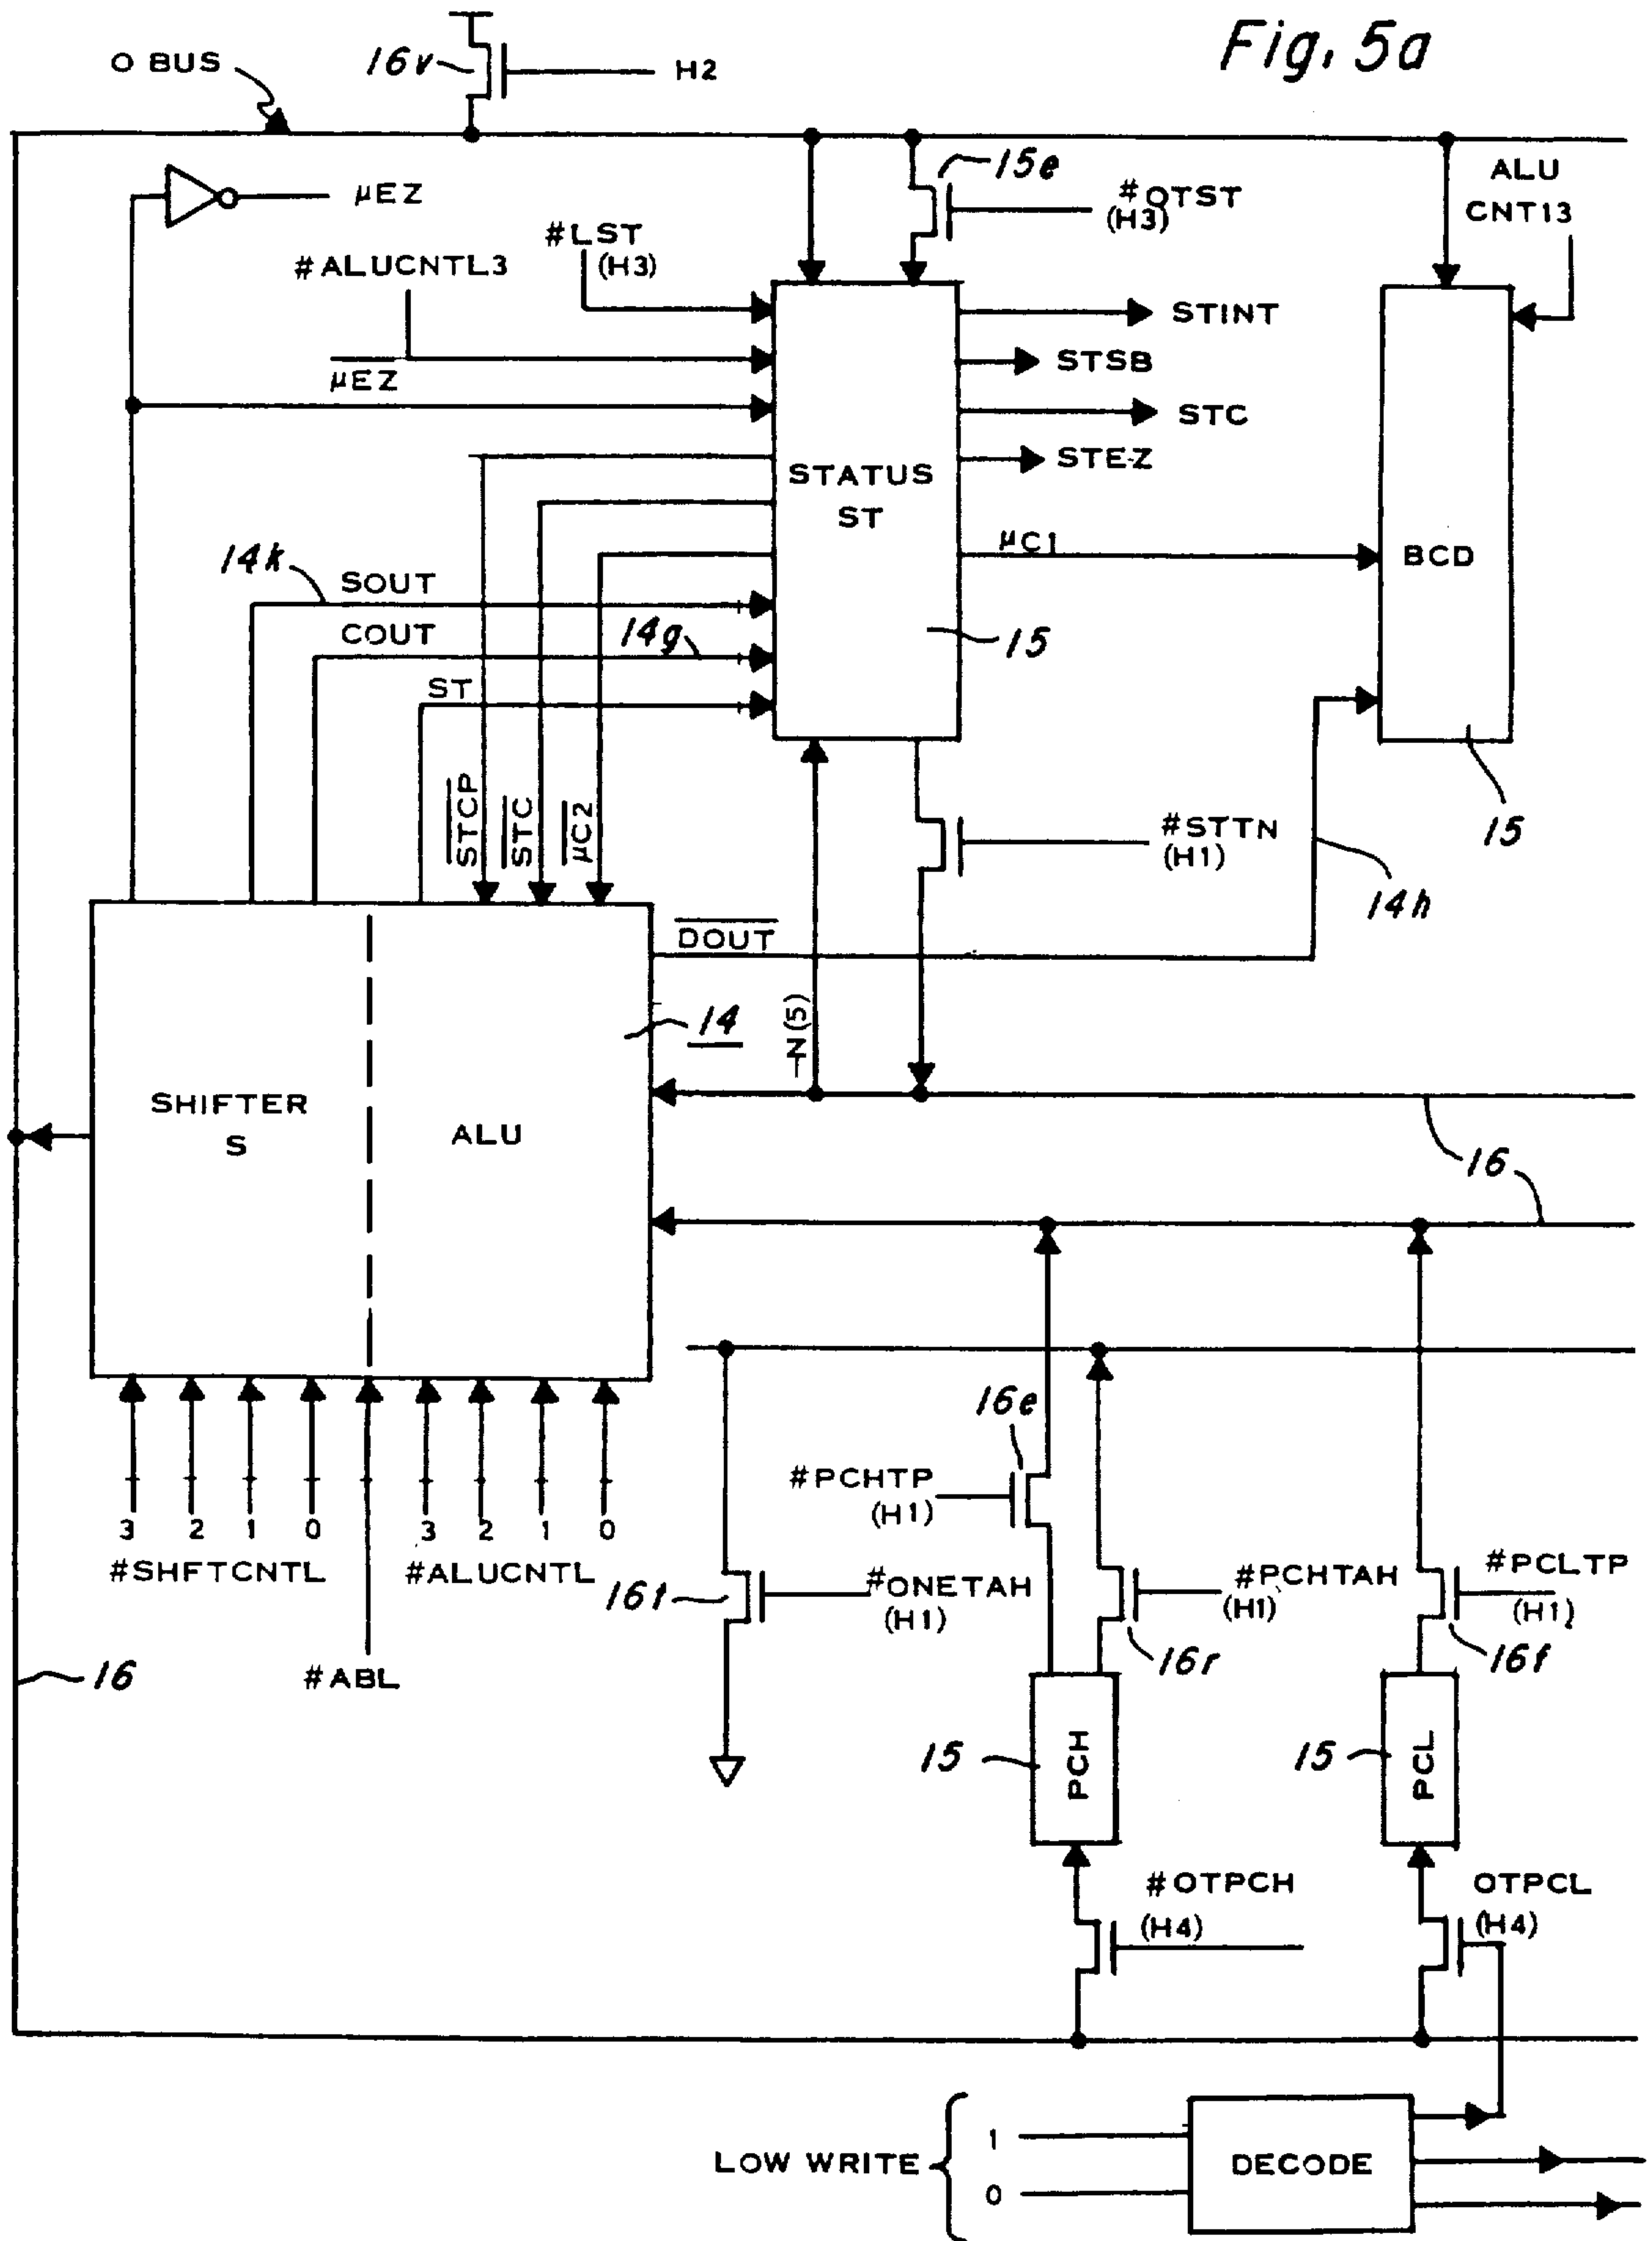 Fig. 5a
O BUS
16v
H2
15e
#OTST
(H3)
ALU
CNT13
µEZ
#LST
(H3)
#ALUCNTL3
µEZ
STINT
STSB
STC
STEZ
STATUS
ST
µC1
BCD
14k
SOUT
COUT
14g
ST
15
STCP
STC
µC2
#STTN
(H1)
15
14h
DOUT
N(5)
14
SHIFTER
S
ALU
16
16e
#PCHTP
(H1)
3 2 1 0 3 2 1 0
#SHFTCNTL
#ALUCNTL
16t
#ONETAH
(H1)
#PCHTAH
(H1)
#PCLTP
(H1)
16r
16f
16
#ABL
15
PCH
15
PCL
#OTPCH
(H4)
OTPCL
(H4)
LOW WRITE
1
0
DECODE